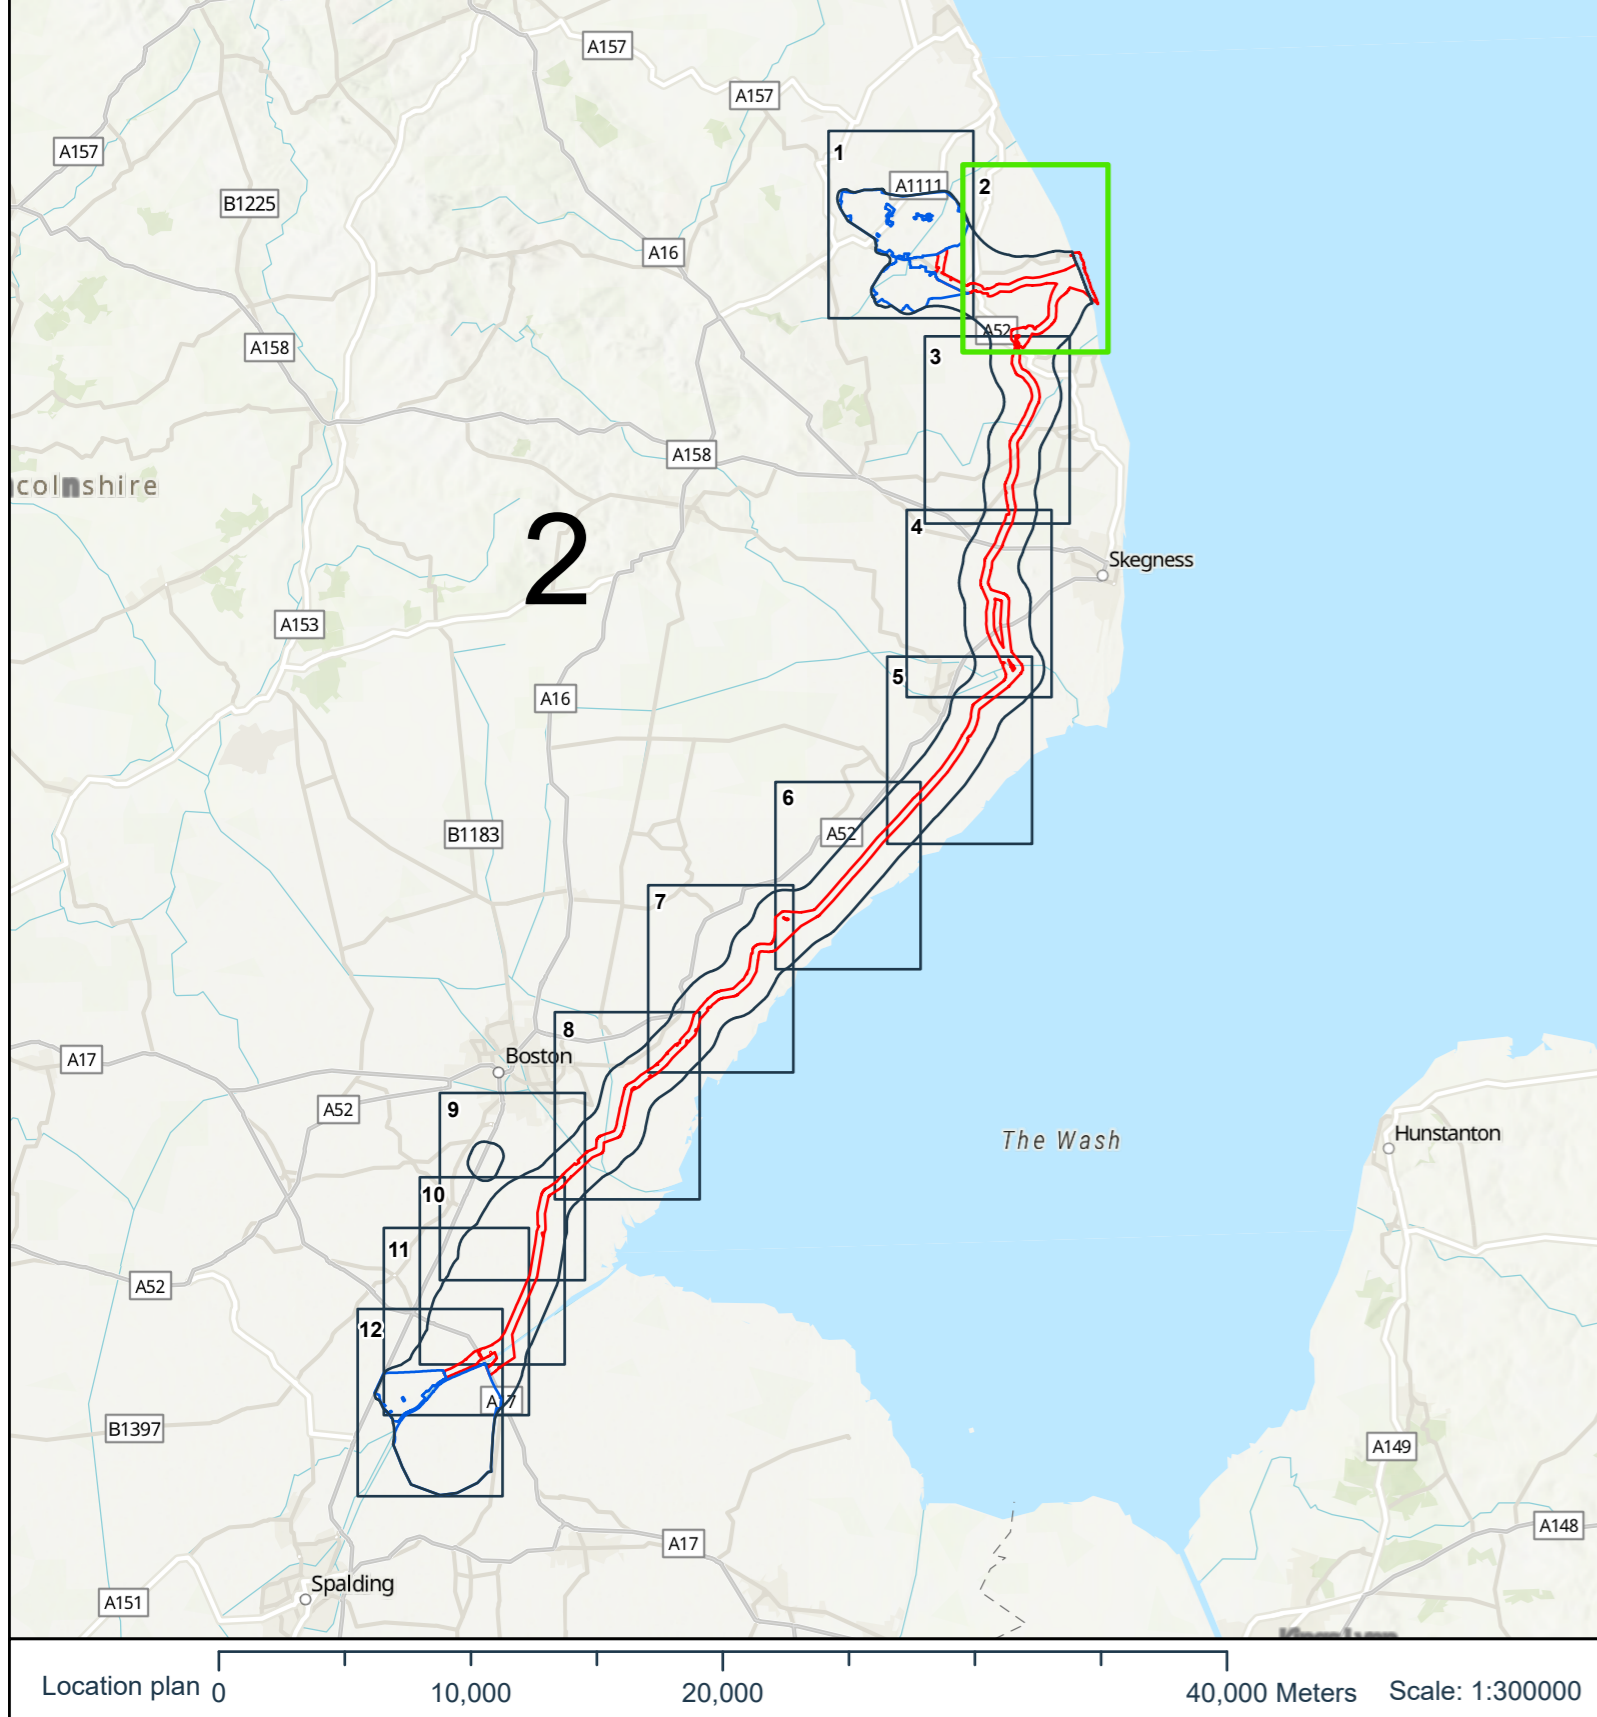 A157
A157
A157
1
A1111
2
B1225
A16
A52
A158
3
A158
colnshire
2
4
Skegness
A153
5
A16
6
B1183
A52
7
8
Boston
A17
9
A52
The Wash
Hunstanton
10
11
A52
12
A17
B1397
A149
A148
A17
Spalding
A151
Location plan 0 10,000 20,000 40,000 Meters Scale: 1:300000